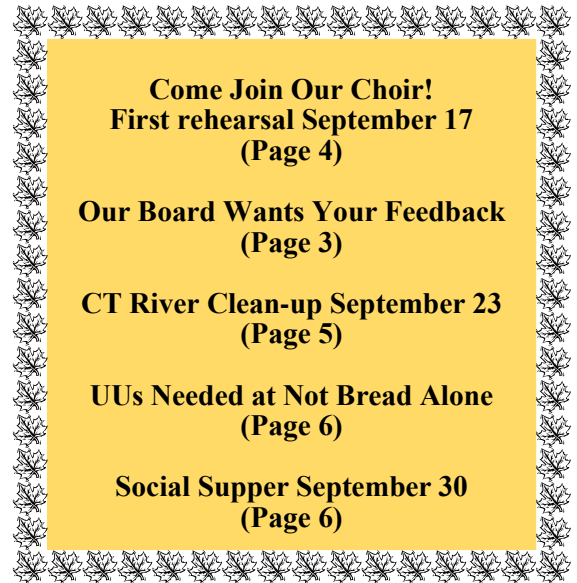 Come Join Our Choir!
First rehearsal September 17
(Page 4)
Our Board Wants Your Feedback
(Page 3)
CT River Clean-up September 23
(Page 5)
UUs Needed at Not Bread Alone
(Page 6)
Social Supper September 30
(Page 6)